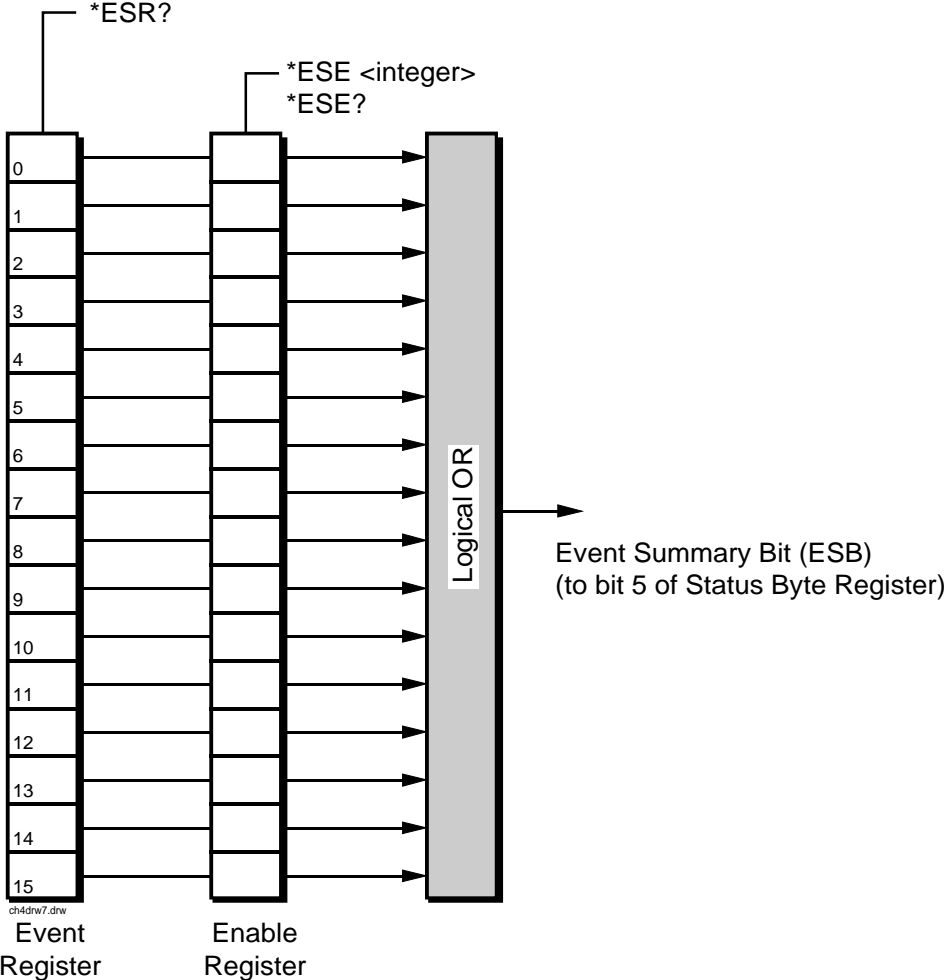 *ESR?
*ESE <integer>
*ESE?
0
1
2
3
4
5
6
7
8
9
10
11
12
13
14
15
Logical OR
Event Summary Bit (ESB)
(to bit 5 of Status Byte Register)
ch4drw7.drw
Event
Register
Enable
Register